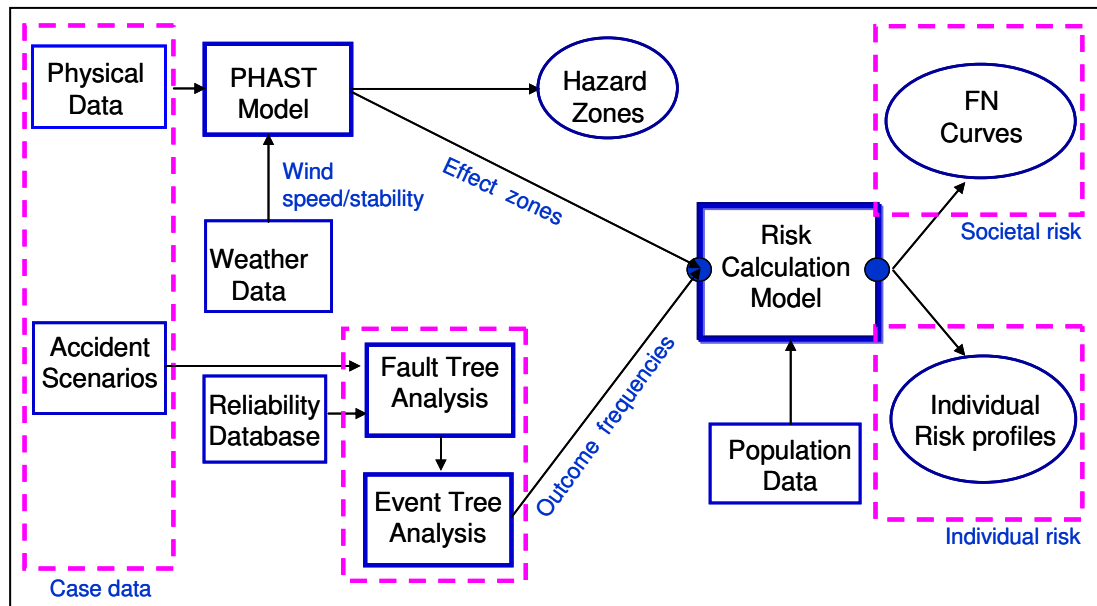 Physical
Data
PHAST
Model
Hazard
Zones
FN
Curves
Wind
speed/stability
Effect zones
Weather
Data
Risk
Calculation
Model
Societal risk
Accident
Scenarios
Reliability
Database
Fault Tree
Analysis
Outcome frequencies
Event Tree
Analysis
Population
Data
Individual
Risk profiles
Individual risk
Case data